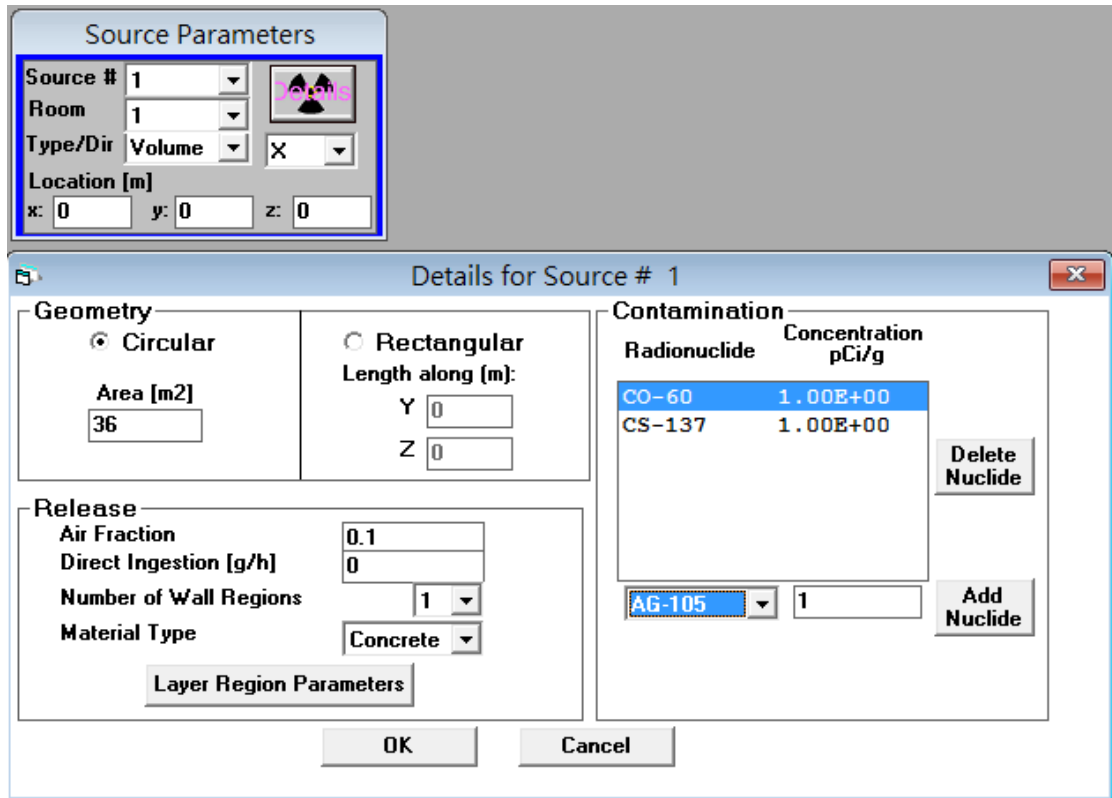 Source Parameters
Source # 1
Details
Room 1
Type/Dir Volume X
Location [m]
x: 0 y: 0 z: 0
Details for Source # 1
Geometry
Circular
Area [m2]
36
Rectangular
Length along (m):
Y 0
Z 0
Release
Air Fraction 0.1
Direct Ingestion [g/h] 0
Number of Wall Regions 1
Material Type Concrete
Layer Region Parameters
Contamination
Radionuclide Concentration
pCi/g
CO-60 1.00E+00
CS-137 1.00E+00
Delete
Nuclide
AG-105 1
Add
Nuclide
OK Cancel